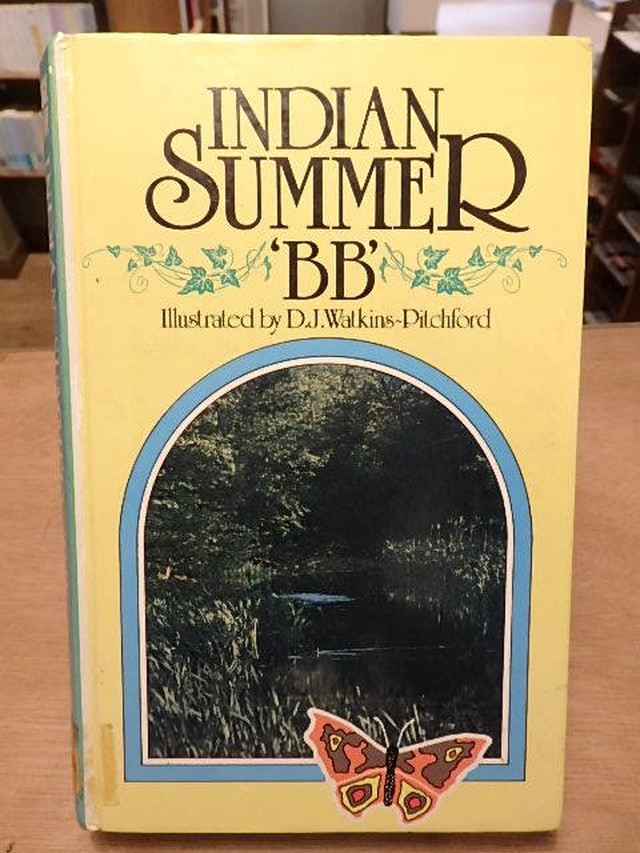 INDIAN
SUMMER
'BB'
Illustrated by D.J.Watkins-Pitchford